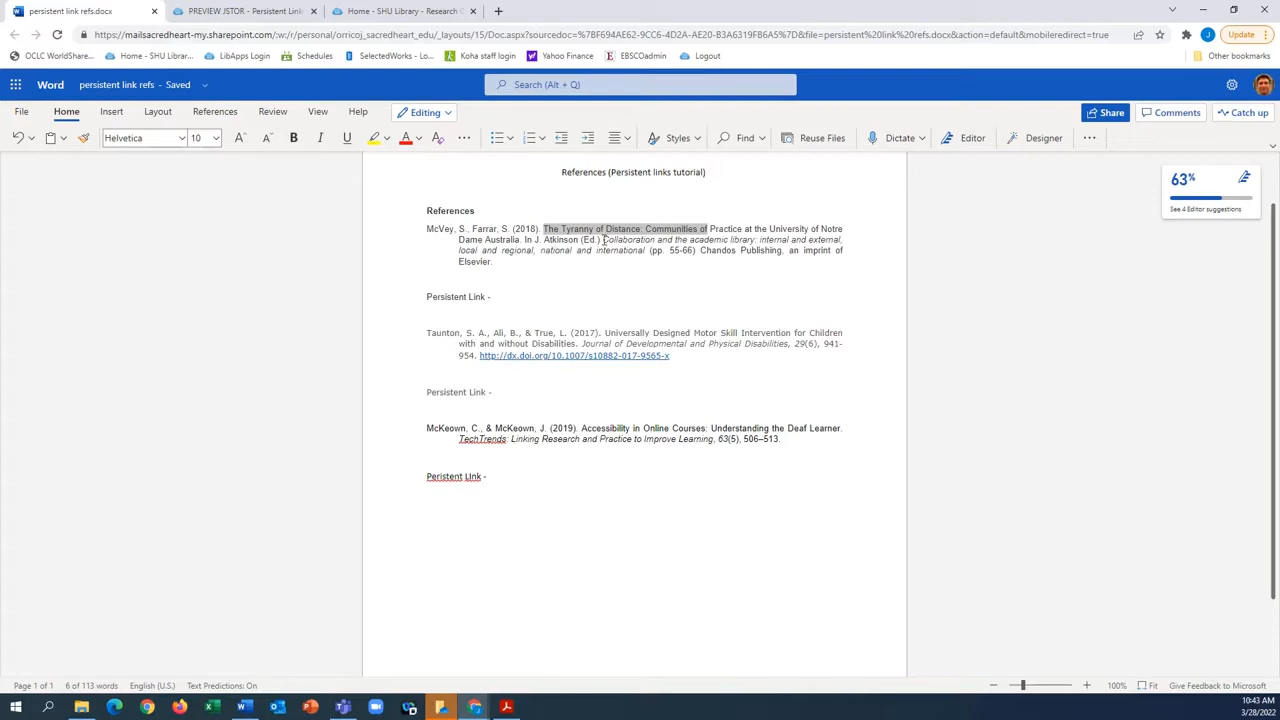 persistent link refs.docx
PREVIEW JSTOR - Persistent Link
Home - SHU Library - Research G
https://mailsacredheart-my.sharepoint.com/:w:/r/personal/orricoj_sacredheart_edu/_layouts/15/Doc.aspx?sourcedoc=%7BF694AE62-9CC6-4D2A-AE20-B3A6319FB6A5%7D&file=persistent%20link%20refs.docx&action=default&mobileredirect=true
Update
OCLC WorldShare...
SHU Library - Librar...
LibApps Login
Schedules
SelectedWorks - Lo...
Koha staff login
Yahoo Finance
EBSCOadmin
Logout
Other bookmarks
Word
persistent link refs - Saved
Search (Alt + Q)
File
Home
Insert
Layout
References
Review
View
Help
Editing
Share
Comments
Catch up
Helvetica
10
Styles
Find
Reuse Files
Dictate
Editor
Designer
63%
See 4 Editor suggestions
References (Persistent links tutorial)
References
McVey, S., Farrar, S. (2018). The Tyranny of Distance: Communities of Practice at the University of Notre
Dame Australia. In J. Atkinson (Ed.) Collaboration and the academic library: internal and external,
local and regional, national and international (pp. 55-66) Chandos Publishing, an imprint of
Elsevier.
Persistent Link -
Taunton, S. A., Ali, B., & True, L. (2017). Universally Designed Motor Skill Intervention for Children
with and without Disabilities. Journal of Developmental and Physical Disabilities, 29(6), 941-
954. http://dx.doi.org/10.1007/s10882-017-9565-x
Persistent Link -
McKeown, C., & McKeown, J. (2019). Accessibility in Online Courses: Understanding the Deaf Learner.
TechTrends: Linking Research and Practice to Improve Learning, 63(5), 506–513.
Peristent LInk -
Page 1 of 1
6 of 113 words
English (U.S.)
Text Predictions: On
100%
Fit
Give Feedback to Microsoft
10:43 AM
3/28/2022